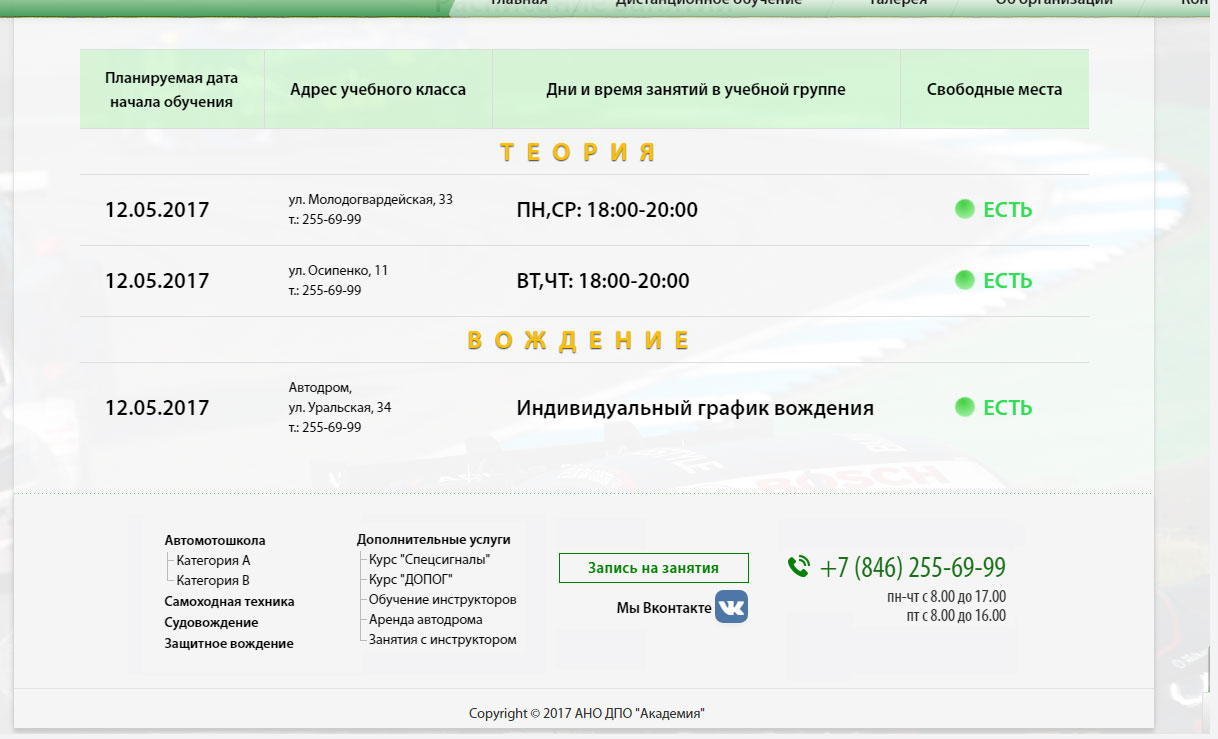 Главная Дистанционное обучение Галерея Об организации Кон
Планируемая дата
начала обучения
Адрес учебного класса
Дни и время занятий в учебной группе
Свободные места
ТЕОРИЯ
12.05.2017
ул. Молодогвардейская, 33
т.: 255-69-99
ПН,СР: 18:00-20:00
ЕСТЬ
12.05.2017
ул. Осипенко, 11
т.: 255-69-99
ВТ,ЧТ: 18:00-20:00
ЕСТЬ
ВОЖДЕНИЕ
12.05.2017
Автодром,
ул. Уральская, 34
т.: 255-69-99
Индивидуальный график вождения
ЕСТЬ
BOSCH
Автомотошкола
Категория А
Категория В
Самоходная техника
Судовождение
Защитное вождение
Дополнительные услуги
Курс "Спецсигналы"
Курс "ДОПОГ"
Обучение инструкторов
Аренда автодрома
Занятия с инструктором
Запись на занятия
Мы Вконтакте
+7 (846) 255-69-99
пн-чт с 8.00 до 17.00
пт с 8.00 до 16.00
Copyright © 2017 АНО ДПО "Академия"